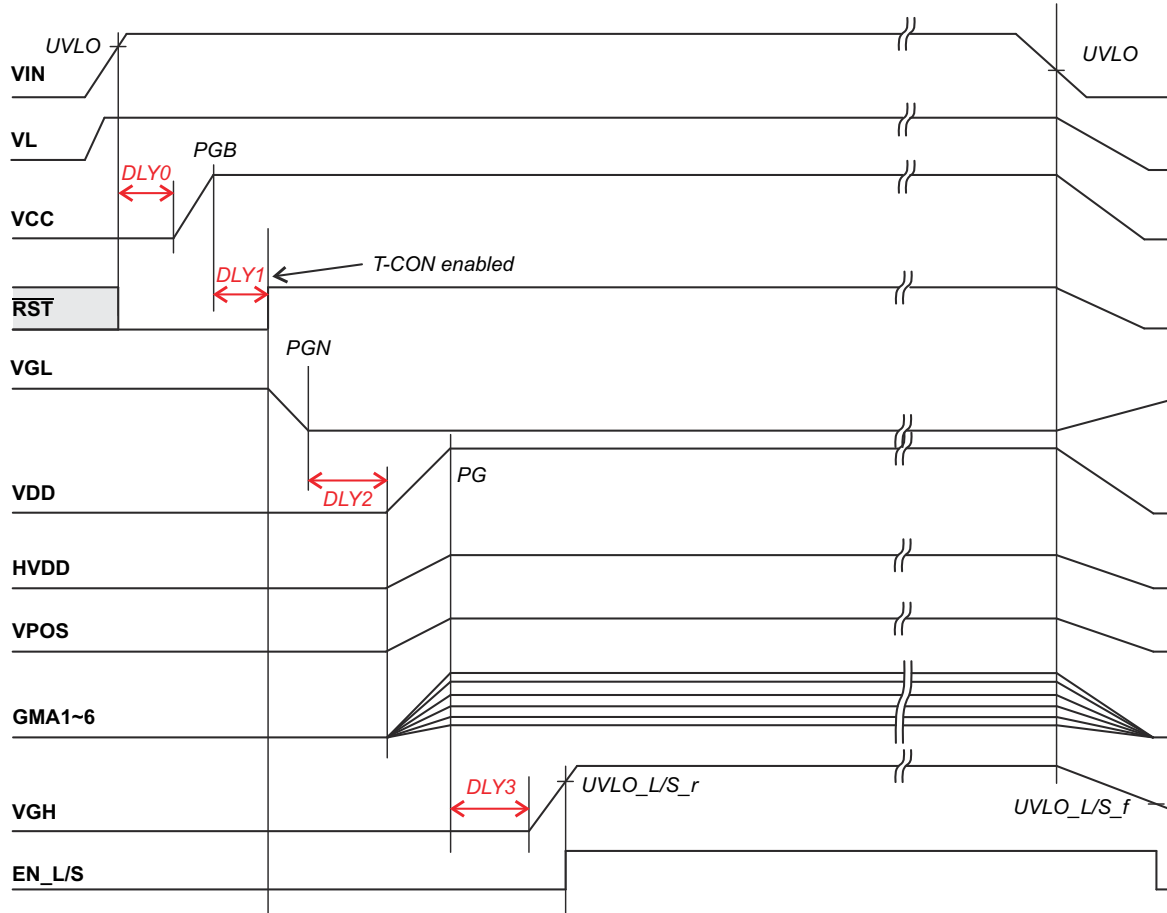 UVLO
UVLO
VIN
VL
PGB
DLY0
VCC
T-CON enabled
DLY1
RST
PGN
VGL
PG
VDD
DLY2
HVDD
VPOS
GMA1~6
DLY3
UVLO_L/S_r
UVLO_L/S_f
VGH
EN_L/S